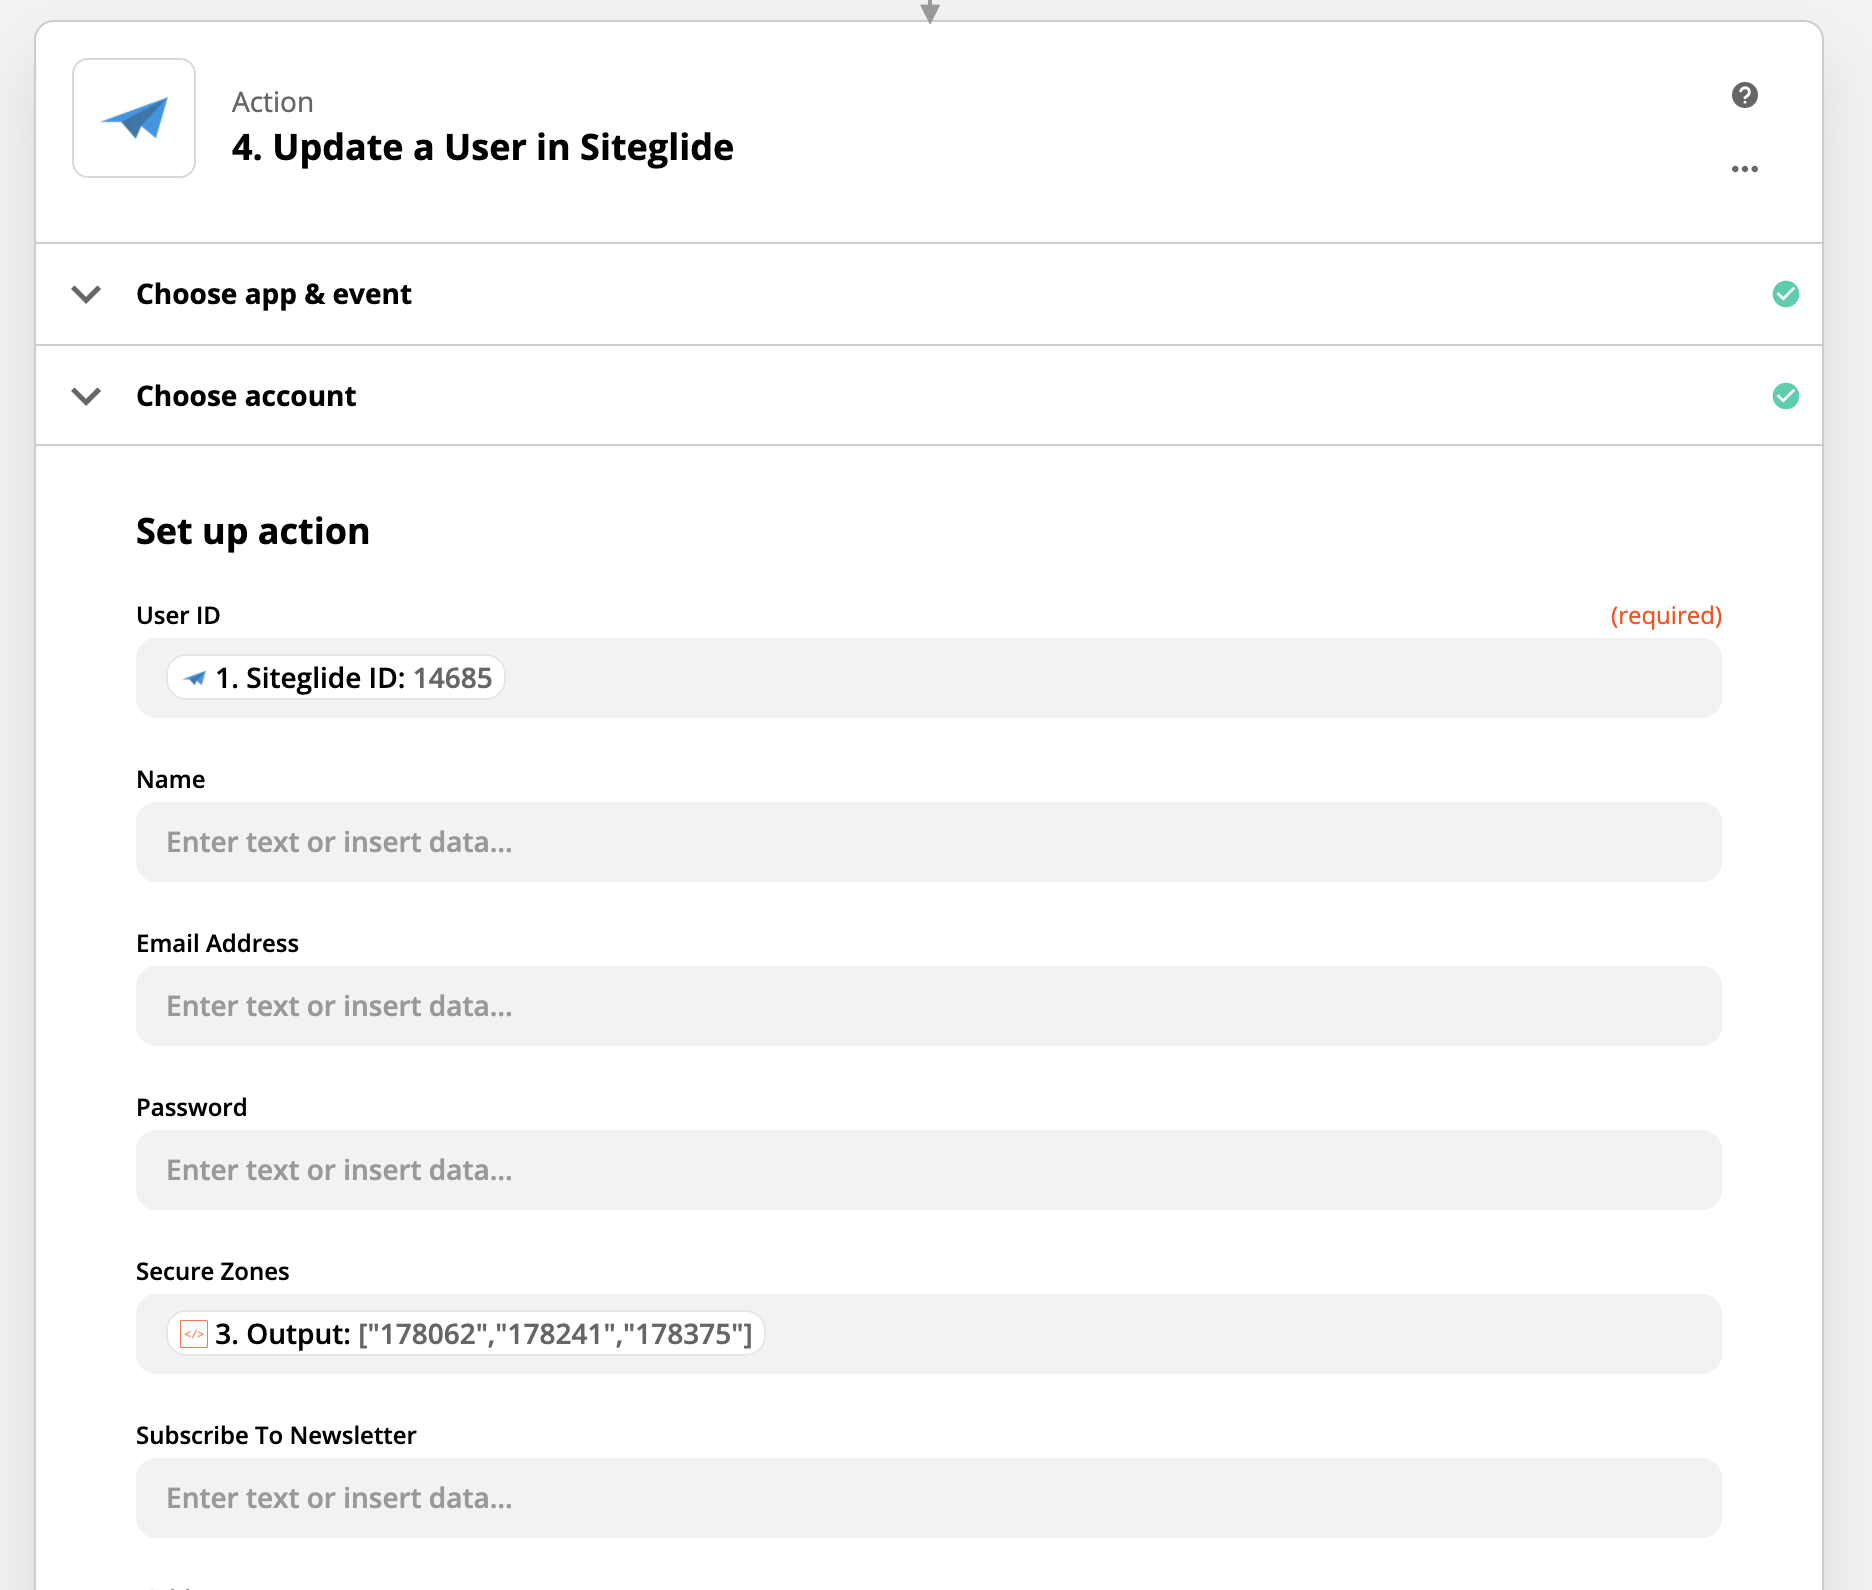 Action
4. Update a User in Siteglide
Choose app & event
Choose account
Set up action
User ID (required)
1. Siteglide ID: 14685
Name
Enter text or insert data...
Email Address
Enter text or insert data...
Password
Enter text or insert data...
Secure Zones
3. Output: ["178062","178241","178375"]
Subscribe To Newsletter
Enter text or insert data...